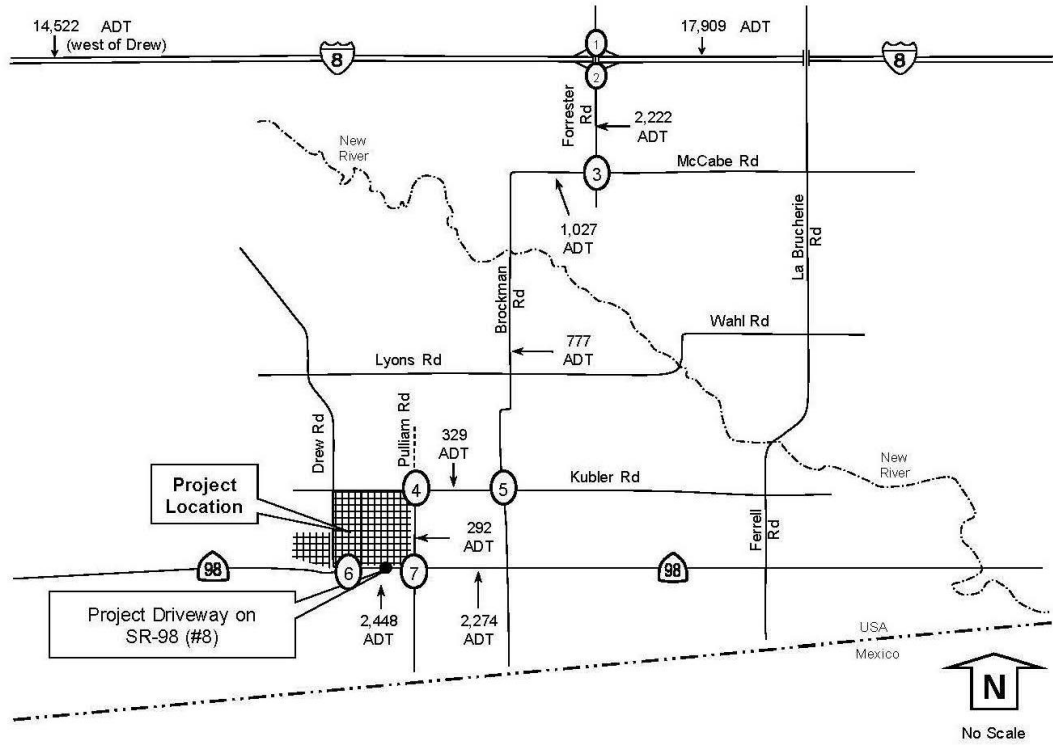 14,522 ADT
(west of Drew)
17,909 ADT
8
1
8
2
Forrester
Rd
2,222
ADT
New
River
McCabe Rd
3
1,027
ADT
La Brucherie
Rd
Brockman
Rd
Wahl Rd
777
ADT
Lyons Rd
Drew Rd
Pulliam Rd
329
ADT
New
River
Project
Location
4
5
Kubler Rd
Ferrell
Rd
292
ADT
98
6
7
98
Project Driveway on
SR-98 (#8)
2,448
ADT
2,274
ADT
USA
Mexico
N
No Scale